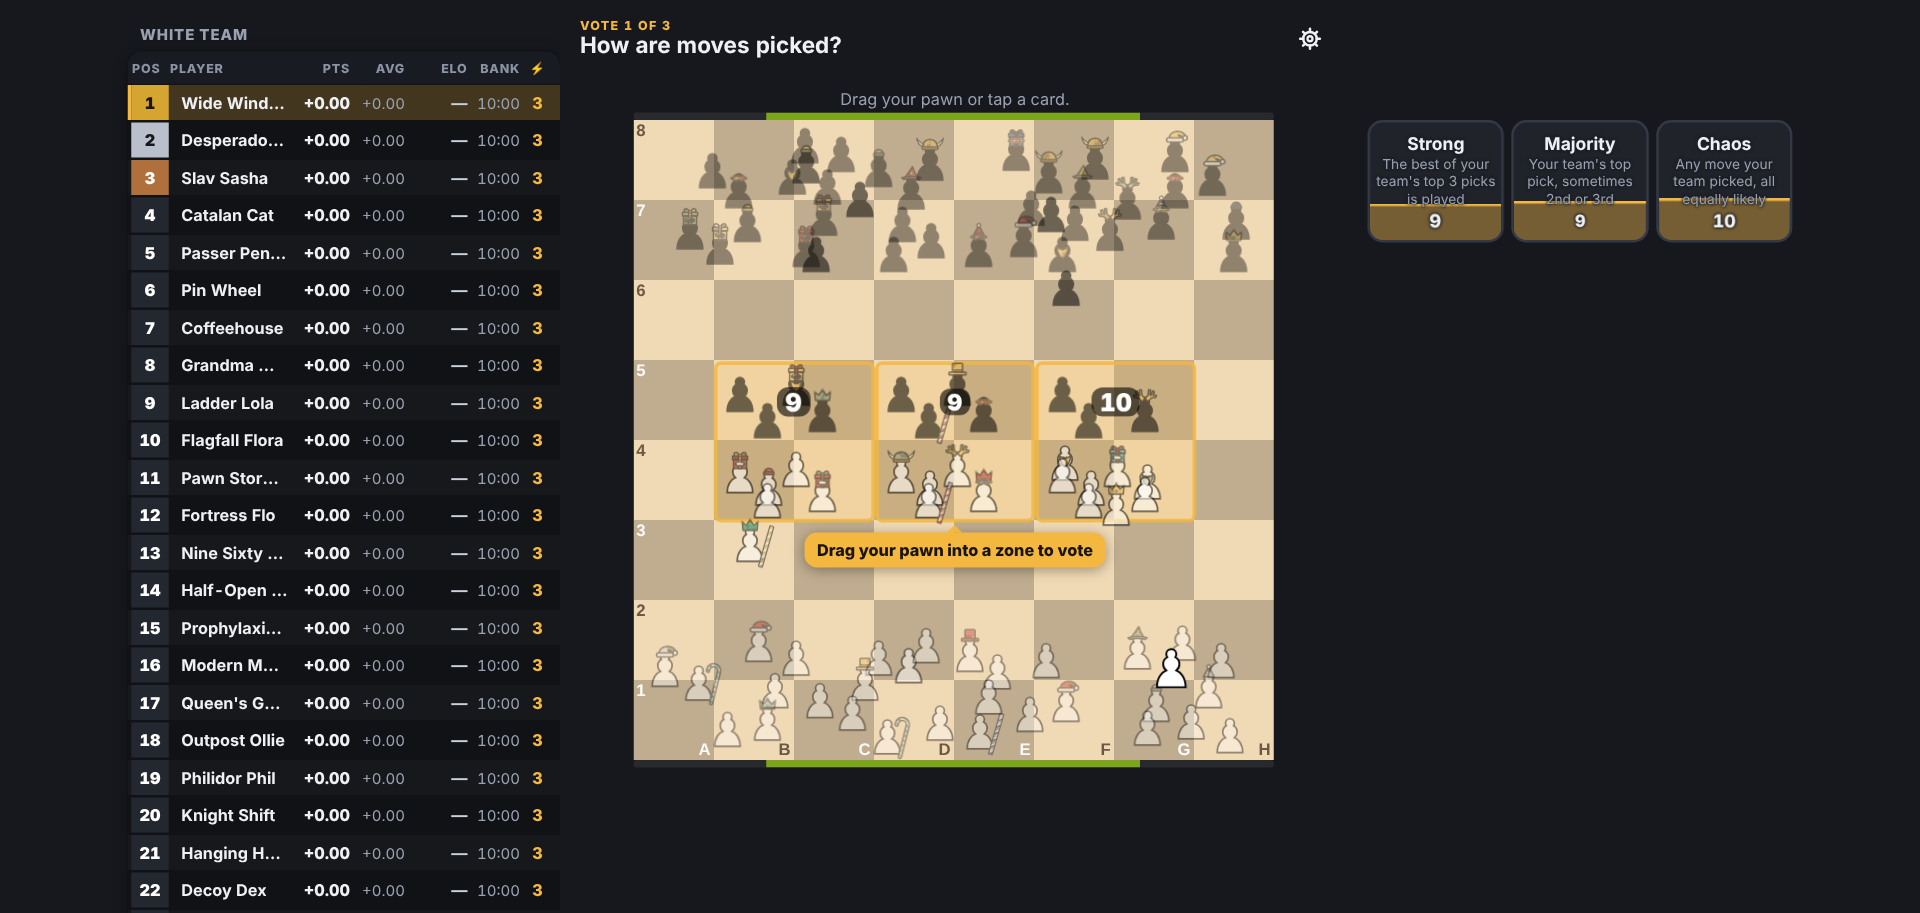 WHITE TEAM
POS PLAYER PTS AVG ELO BANK ⚡
1 Wide Wind... +0.00 +0.00 — 10:00 3
2 Desperado... +0.00 +0.00 — 10:00 3
3 Slav Sasha +0.00 +0.00 — 10:00 3
4 Catalan Cat +0.00 +0.00 — 10:00 3
5 Passer Pen... +0.00 +0.00 — 10:00 3
6 Pin Wheel +0.00 +0.00 — 10:00 3
7 Coffeehouse +0.00 +0.00 — 10:00 3
8 Grandma ... +0.00 +0.00 — 10:00 3
9 Ladder Lola +0.00 +0.00 — 10:00 3
10 Flagfall Flora +0.00 +0.00 — 10:00 3
11 Pawn Stor... +0.00 +0.00 — 10:00 3
12 Fortress Flo +0.00 +0.00 — 10:00 3
13 Nine Sixty ... +0.00 +0.00 — 10:00 3
14 Half-Open ... +0.00 +0.00 — 10:00 3
15 Prophylaxi... +0.00 +0.00 — 10:00 3
16 Modern M... +0.00 +0.00 — 10:00 3
17 Queen's G... +0.00 +0.00 — 10:00 3
18 Outpost Ollie +0.00 +0.00 — 10:00 3
19 Philidor Phil +0.00 +0.00 — 10:00 3
20 Knight Shift +0.00 +0.00 — 10:00 3
21 Hanging H... +0.00 +0.00 — 10:00 3
22 Decoy Dex +0.00 +0.00 — 10:00 3
VOTE 1 OF 3
How are moves picked?
Drag your pawn or tap a card.
8
7
6
5
9 9 10
4
3
Drag your pawn into a zone to vote
2
1
A B C D E F G H
Strong
The best of your
team's top 3 picks
is played
9
Majority
Your team's top
pick, sometimes
2nd or 3rd
9
Chaos
Any move your
team picked, all
equally likely
10